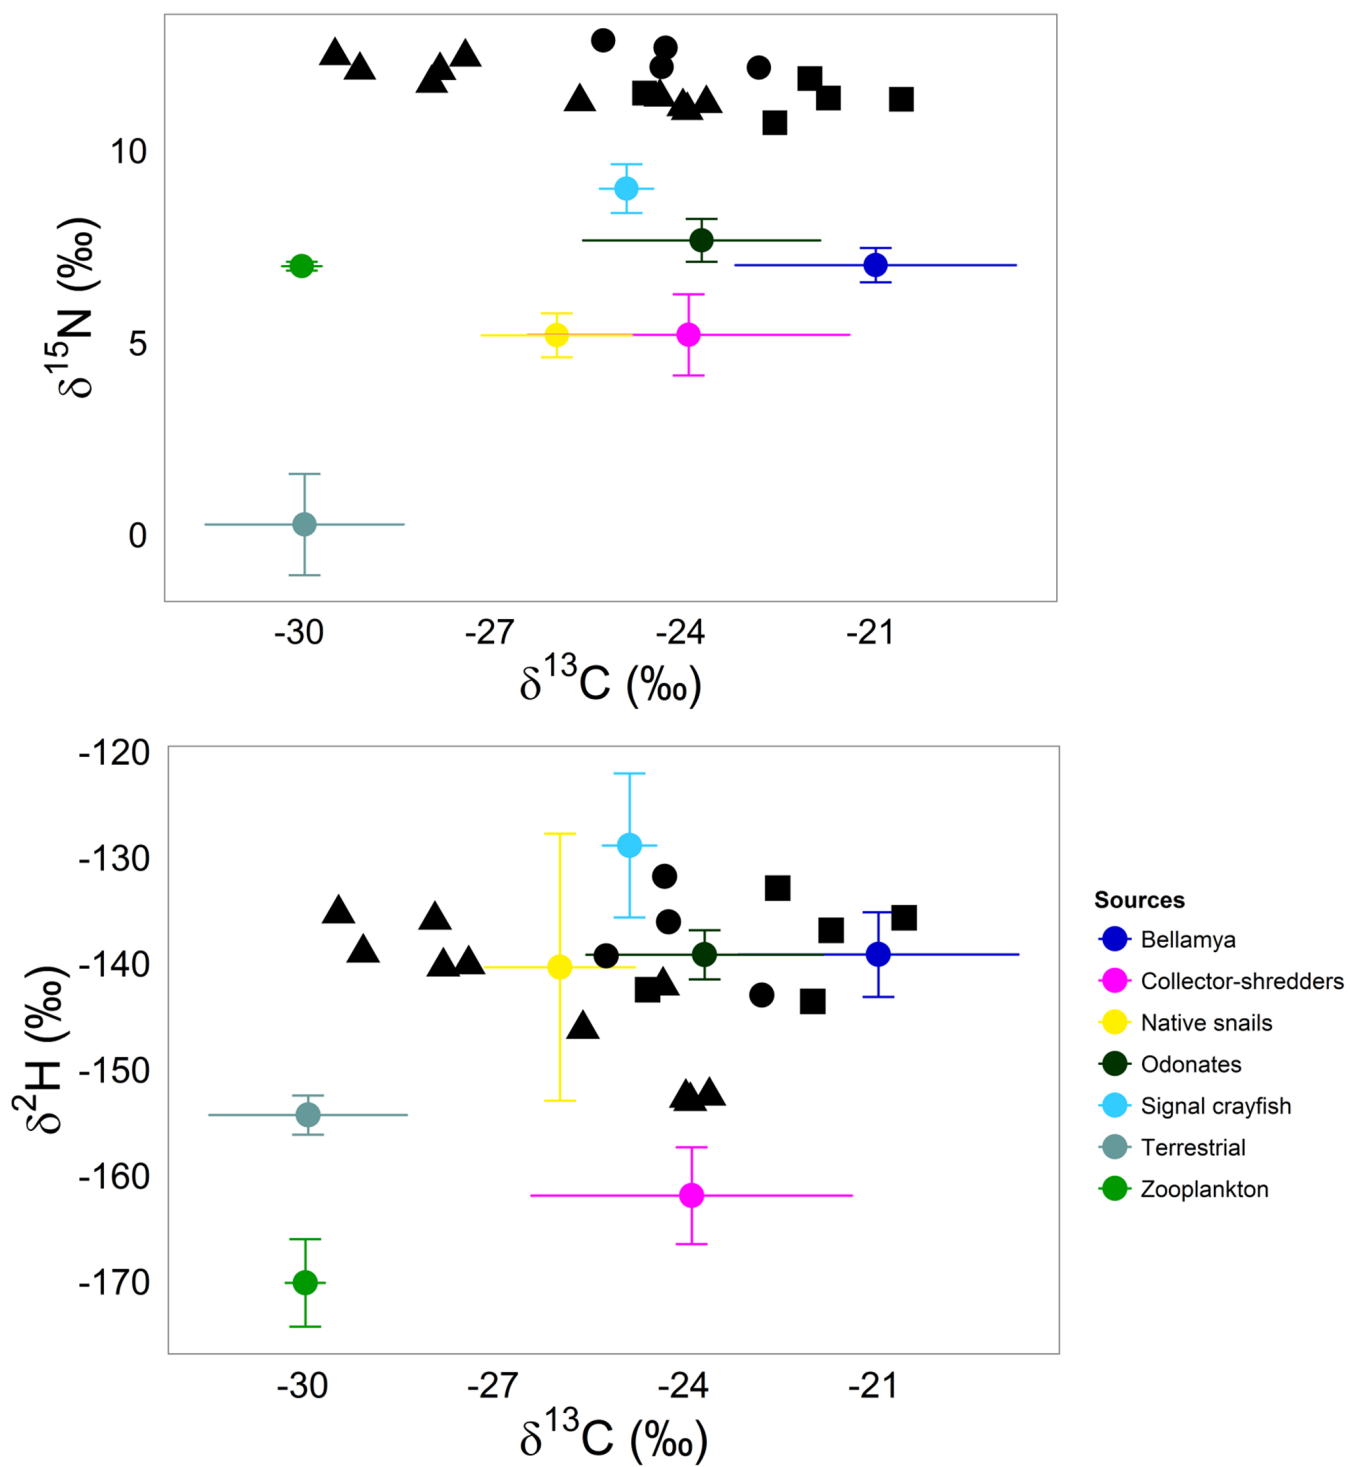 10
5
0
δ15N (‰)
-30 -27 -24 -21
δ13C (‰)
-120
-130
-140
-150
-160
-170
δ2H (‰)
-30 -27 -24 -21
δ13C (‰)
Sources
Bellamya
Collector-shredders
Native snails
Odonates
Signal crayfish
Terrestrial
Zooplankton